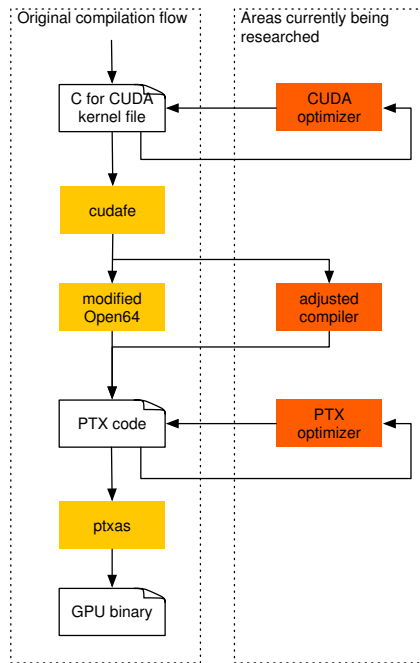 Original compilation flow
Areas currently being
researched
C for CUDA
kernel file
CUDA
optimizer
cudafe
modified
Open64
adjusted
compiler
PTX code
PTX
optimizer
ptxas
GPU binary